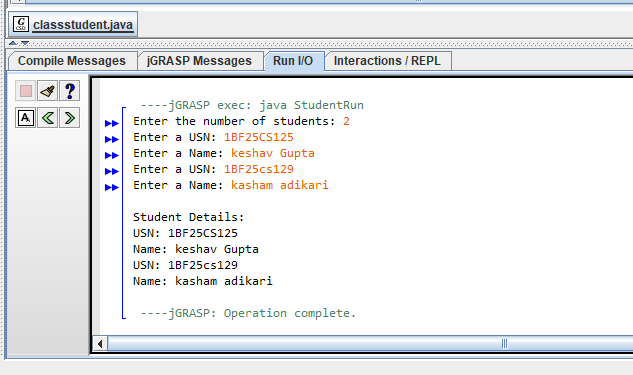 G
CSD
classstudent.java
Compile Messages
jGRASP Messages
Run I/O
Interactions / REPL
?
A
----jGRASP exec: java StudentRun
Enter the number of students: 2
Enter a USN: 1BF25CS125
Enter a Name: keshav Gupta
Enter a USN: 1BF25cs129
Enter a Name: kasham adikari
Student Details:
USN: 1BF25CS125
Name: keshav Gupta
USN: 1BF25cs129
Name: kasham adikari
----jGRASP: Operation complete.